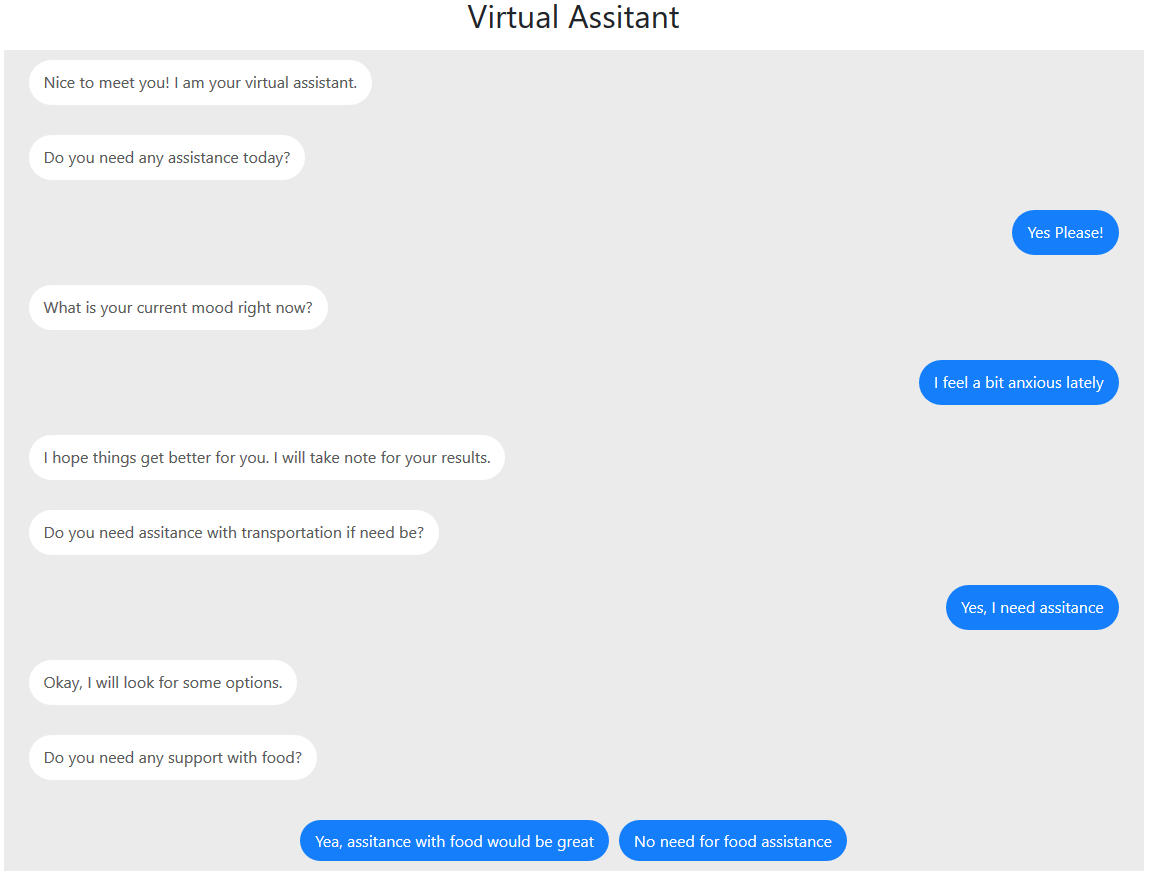 Virtual Assitant
Nice to meet you! I am your virtual assistant.
Do you need any assistance today?
Yes Please!
What is your current mood right now?
I feel a bit anxious lately
I hope things get better for you. I will take note for your results.
Do you need assitance with transportation if need be?
Yes, I need assitance
Okay, I will look for some options.
Do you need any support with food?
Yea, assitance with food would be great
No need for food assistance